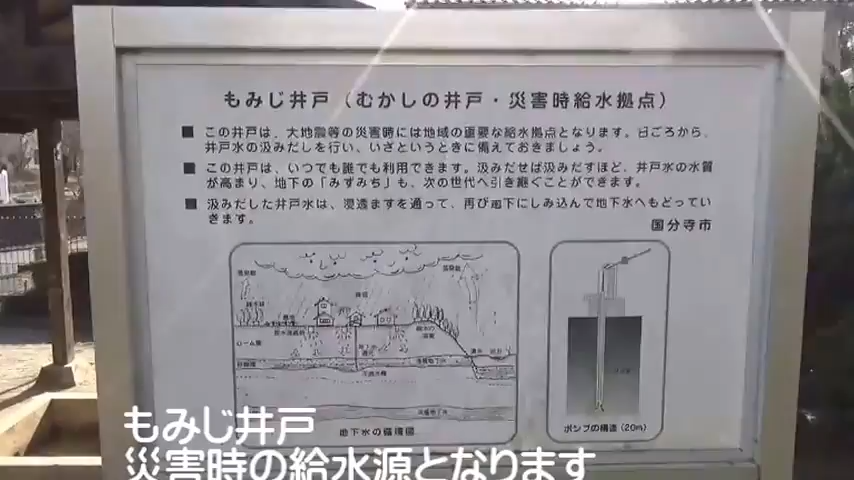 もみじ井戸（むかしの井戸・災害時給水拠点）
■ この井戸は、大地震等の災害時には地域の重要な給水拠点となります。日ごろから、
井戸水の汲みだしを行い、いざというときに備えておきましょう。
■ この井戸は、いつでも誰でも利用できます。汲みだせば汲みだすほど、井戸水の水質
が高まり、地下の「みずみち」も、次の世代へ引き継ぐことができます。
■ 汲みだした井戸水は、浸透ますを通って、再び地下にしみ込んで地下水へもどってい
きます。
国分寺市
ローム層
地下水の循環図
ポンプの構造（20m）
もみじ井戸
災害時の給水源となります